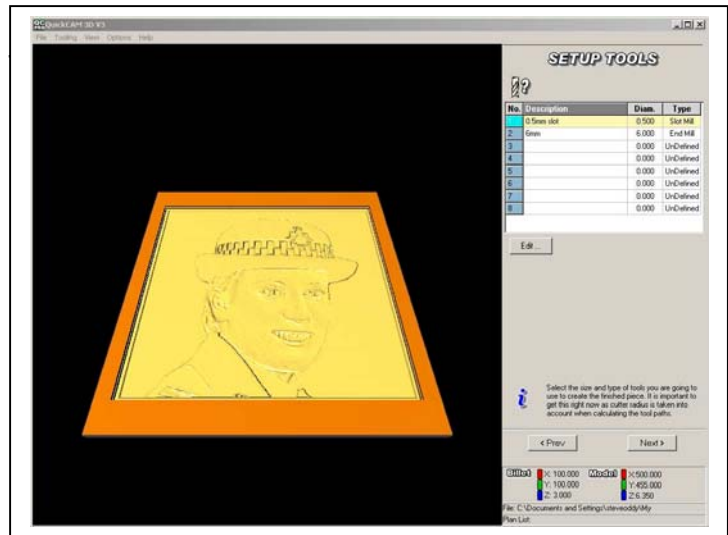 QuickCAM 3D V3
File Tooling View Options Help
SETUP TOOLS
No. Description Diam. Type
1 0.5mm slot 0.500 Slot Mill
2 6mm 6.000 End Mill
3 0.000 UnDefined
4 0.000 UnDefined
5 0.000 UnDefined
6 0.000 UnDefined
7 0.000 UnDefined
8 0.000 UnDefined
Edit ...
Select the size and type of tools you are going to
use to create the finished piece. It is important to
get this right now as cutter radius is taken into
account when calculating the tool paths.
< Prev Next >
Billet X: 100.000 Model X:500.000
Y: 100.000 Y:455.000
Z: 3.000 Z:6.350
File: C:\Documents and Settings\steveoddy\My
Plan List: